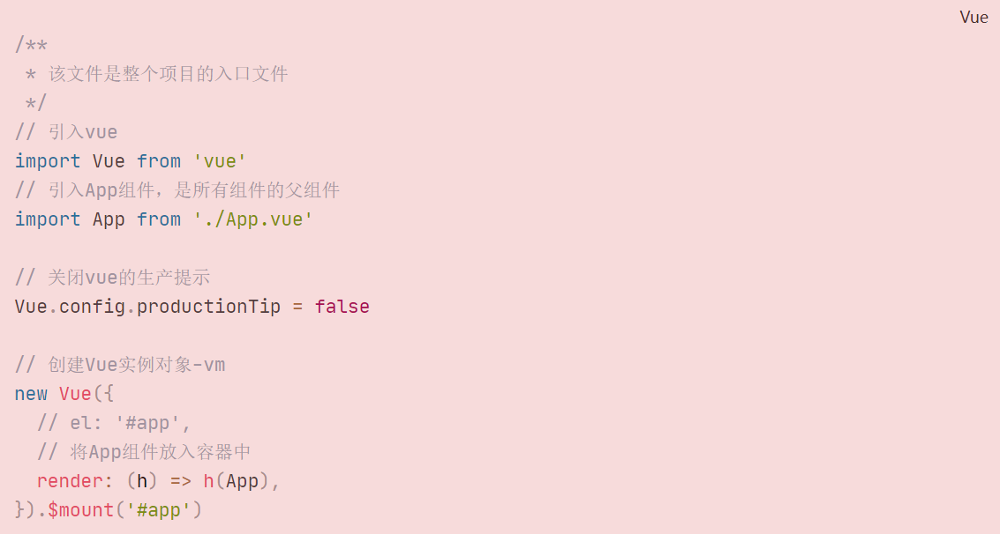 Vue
/**
 * 该文件是整个项目的入口文件
 */
// 引入vue
import Vue from 'vue'
// 引入App组件，是所有组件的父组件
import App from './App.vue'
// 关闭vue的生产提示
Vue.config.productionTip = false
// 创建Vue实例对象-vm
new Vue({
  // el: '#app',
  // 将App组件放入容器中
  render: (h) => h(App),
}).$mount('#app')